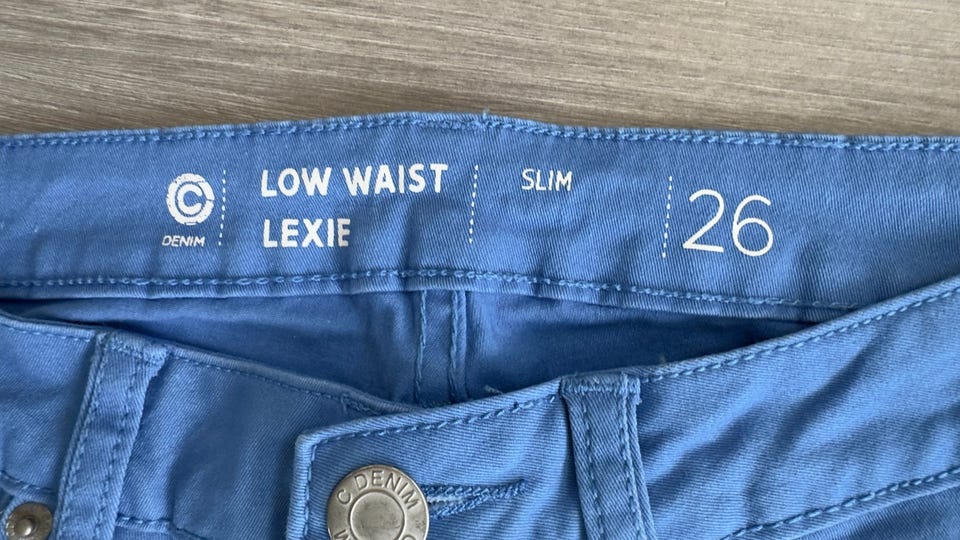 C
DENIM
LOW WAIST
LEXIE
SLIM
26
C DENIM